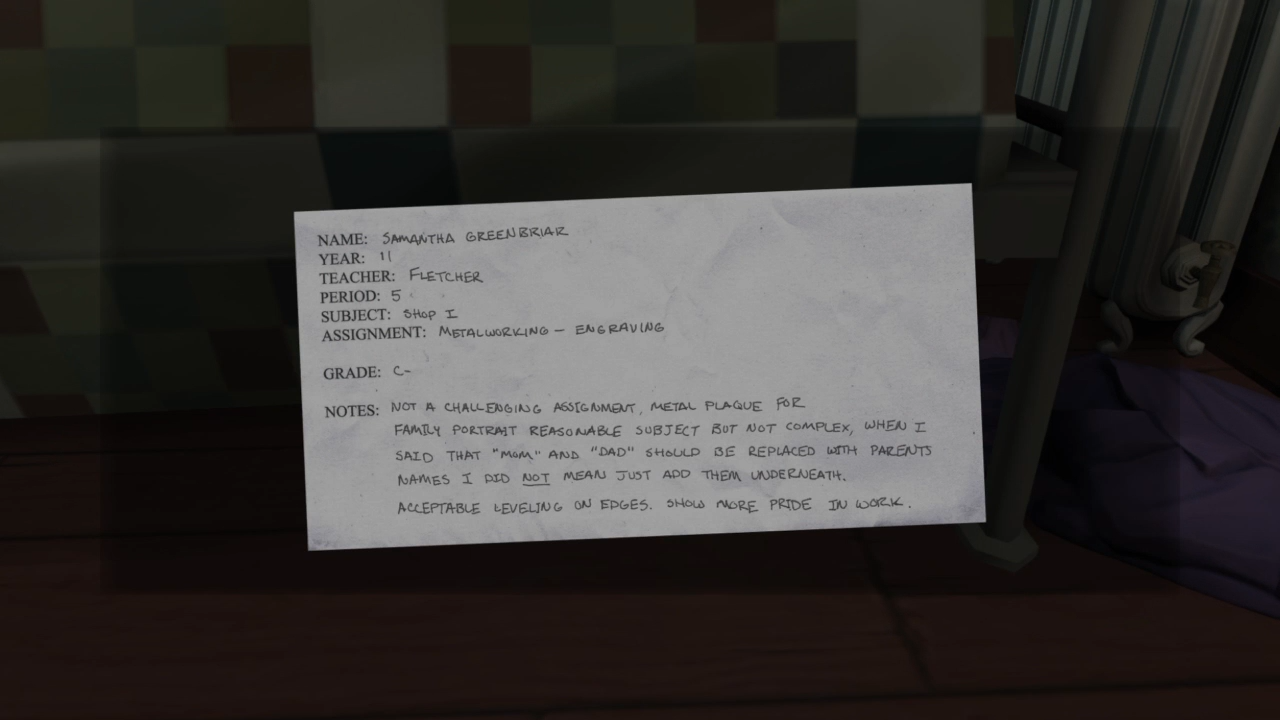 NAME: SAMANTHA GREENBRIAR
YEAR: 11
TEACHER: FLETCHER
PERIOD: 5
SUBJECT: SHOP I
ASSIGNMENT: METALWORKING - ENGRAVING
GRADE: C-
NOTES: NOT A CHALLENGING ASSIGNMENT, METAL PLAQUE FOR
FAMILY PORTRAIT REASONABLE SUBJECT BUT NOT COMPLEX, WHEN I
SAID THAT "MOM" AND "DAD" SHOULD BE REPLACED WITH PARENTS
NAMES I DID NOT MEAN JUST ADD THEM UNDERNEATH.
ACCEPTABLE LEVELING ON EDGES. SHOW MORE PRIDE IN WORK.